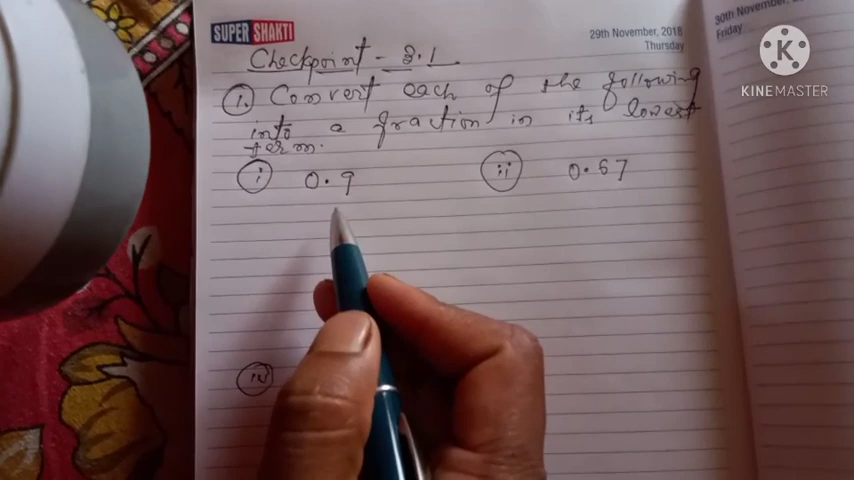 SUPER SHAKTI
29th November, 2018
Thursday
30th November,
Friday
KINEMASTER
Checkpoint - 3.1
1. Convert each of the following
into a fraction in its lowest
term.
i 0.9 ii 0.67